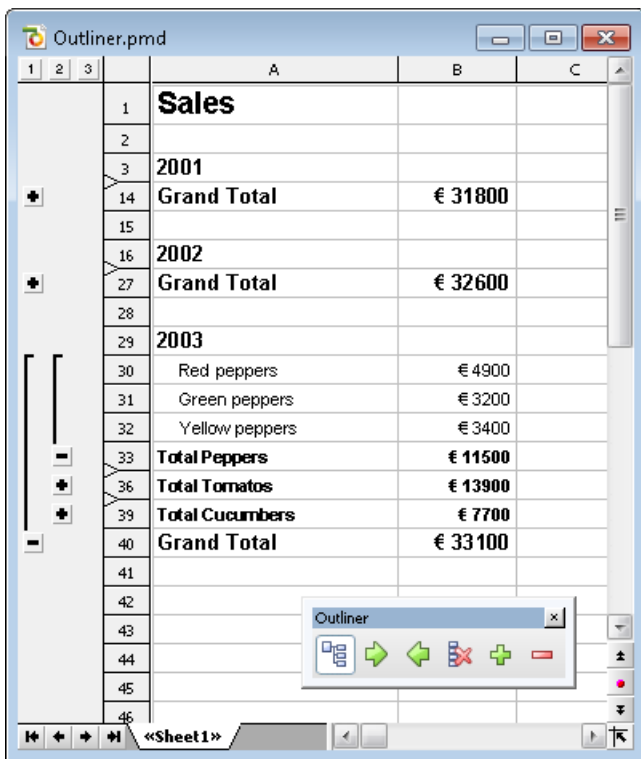 Outliner.pmd
1 2 3 A B C
1 Sales
2
3 2001
14 Grand Total € 31800
15
16 2002
27 Grand Total € 32600
28
29 2003
30 Red peppers € 4900
31 Green peppers € 3200
32 Yellow peppers € 3400
33 Total Peppers € 11500
36 Total Tomatos € 13900
39 Total Cucumbers € 7700
40 Grand Total € 33100
41
42
Outliner
43
44
45
46
«Sheet1»